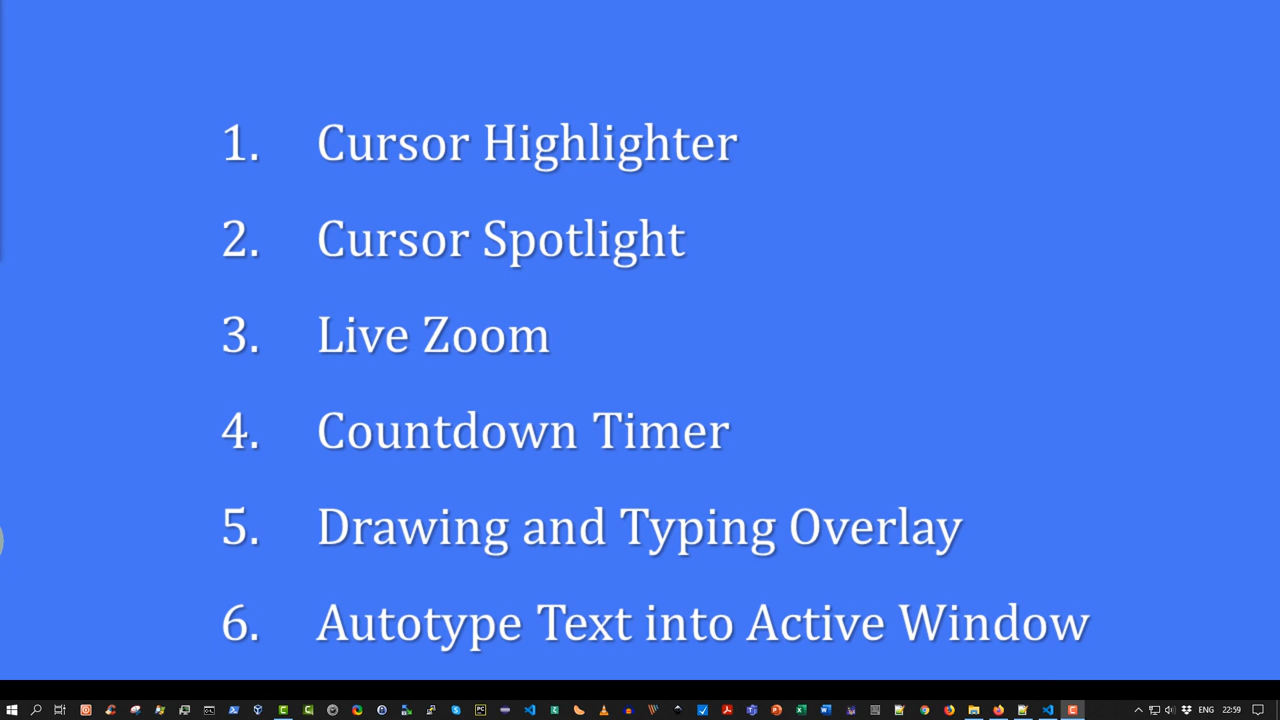 1. Cursor Highlighter
2. Cursor Spotlight
3. Live Zoom
4. Countdown Timer
5. Drawing and Typing Overlay
6. Autotype Text into Active Window
ENG 22:59